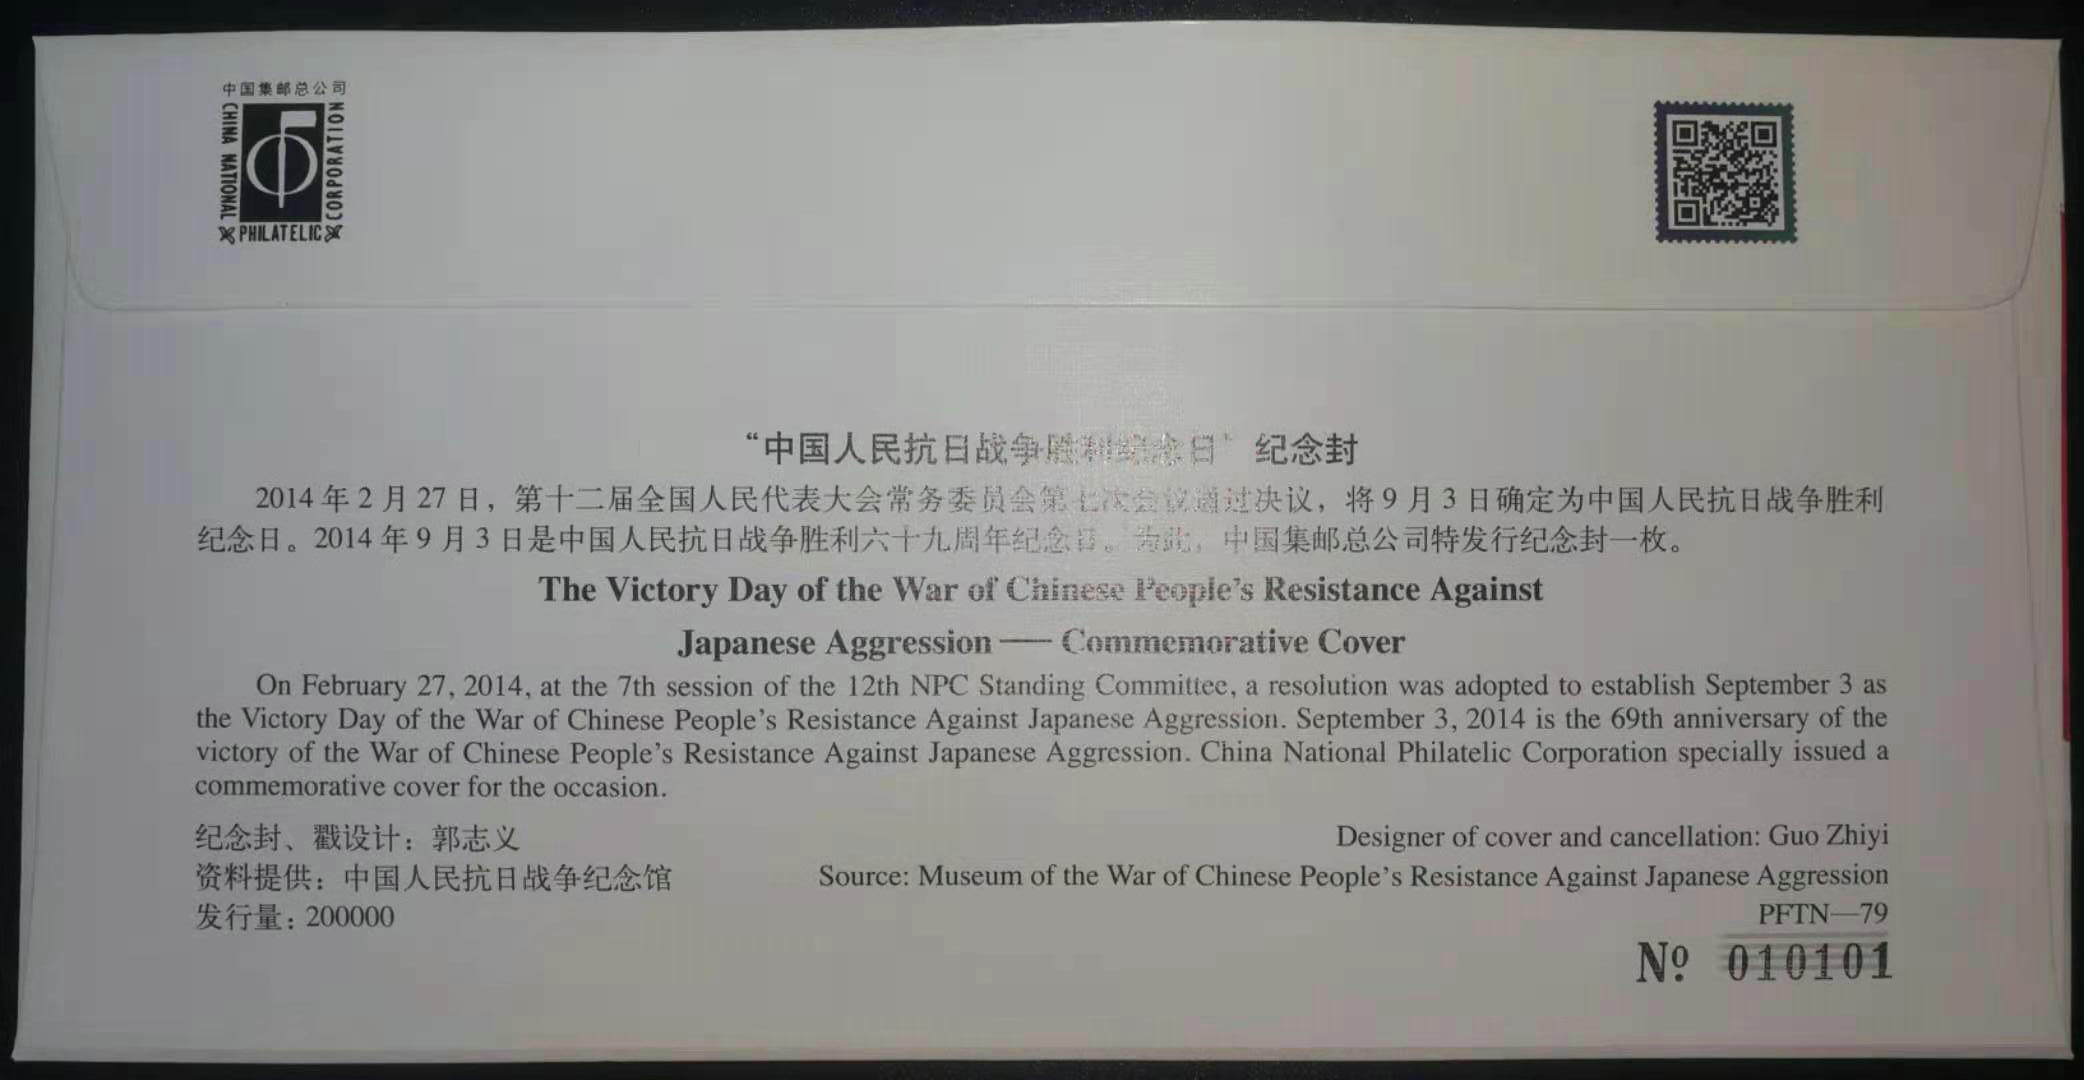 中国集邮总公司
CHINA NATIONAL
PHILATELIC
CORPORATION
“中国人民抗日战争胜利纪念日”纪念封
2014 年 2 月 27 日，第十二届全国人民代表大会常务委员会第七次会议通过决议，将 9 月 3 日确定为中国人民抗日战争胜利
纪念日。2014 年 9 月 3 日是中国人民抗日战争胜利六十九周年纪念日。为此，中国集邮总公司特发行纪念封一枚。
The Victory Day of the War of Chinese People’s Resistance Against
Japanese Aggression —— Commemorative Cover
On February 27, 2014, at the 7th session of the 12th NPC Standing Committee, a resolution was adopted to establish September 3 as
the Victory Day of the War of Chinese People’s Resistance Against Japanese Aggression. September 3, 2014 is the 69th anniversary of the
victory of the War of Chinese People’s Resistance Against Japanese Aggression. China National Philatelic Corporation specially issued a
commemorative cover for the occasion.
纪念封、戳设计：郭志义
Designer of cover and cancellation: Guo Zhiyi
资料提供：中国人民抗日战争纪念馆
Source: Museum of the War of Chinese People’s Resistance Against Japanese Aggression
发行量：200000
PFTN—79
№ 010101